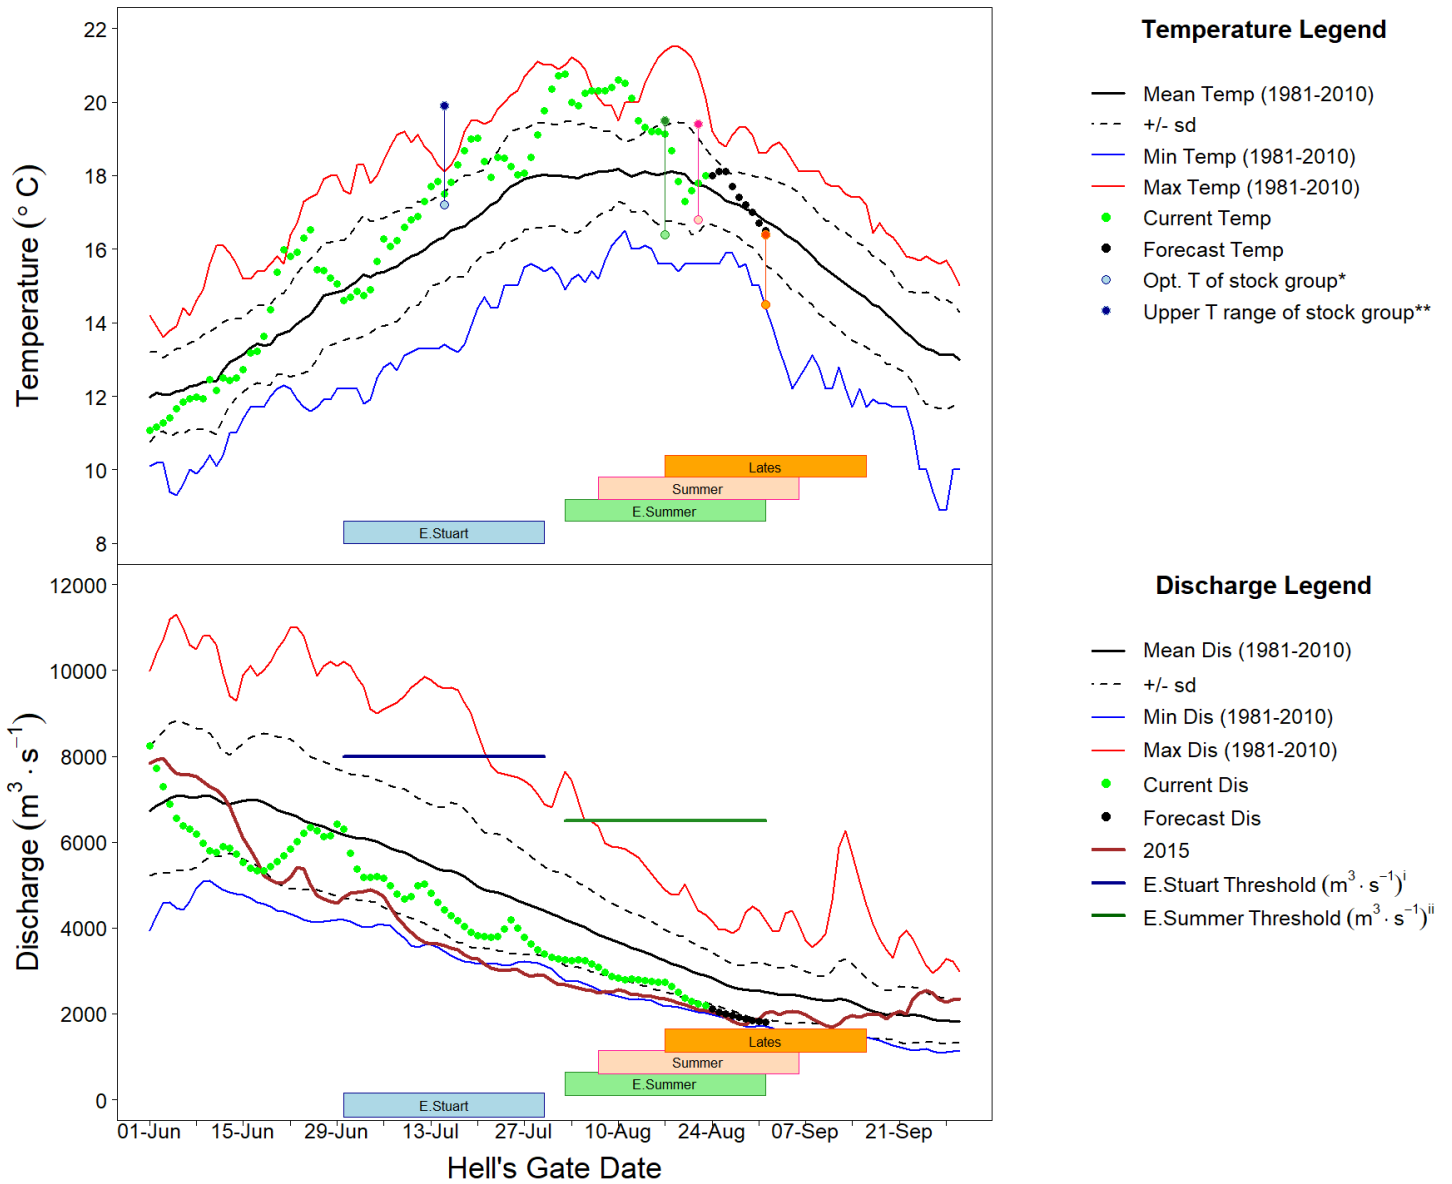 Temperature Legend
Mean Temp (1981-2010)
+/- sd
Min Temp (1981-2010)
Max Temp (1981-2010)
Current Temp
Forecast Temp
Opt. T of stock group*
Upper T range of stock group**
Temperature (° C)
22
20
18
16
14
12
10
8
Lates
Summer
E.Summer
E.Stuart
Discharge Legend
Mean Dis (1981-2010)
+/- sd
Min Dis (1981-2010)
Max Dis (1981-2010)
Current Dis
Forecast Dis
2015
E.Stuart Threshold (m³·s⁻¹)ⁱ
E.Summer Threshold (m³·s⁻¹)ⁱⁱ
Discharge (m³·s⁻¹)
12000
10000
8000
6000
4000
2000
0
Lates
Summer
E.Summer
E.Stuart
01-Jun 15-Jun 29-Jun 13-Jul 27-Jul 10-Aug 24-Aug 07-Sep 21-Sep
Hell's Gate Date